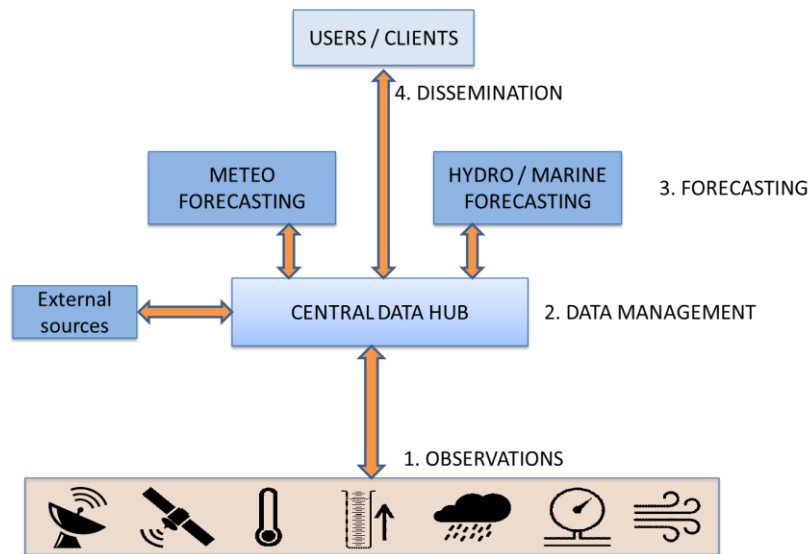 USERS / CLIENTS
4. DISSEMINATION
METEO
FORECASTING
HYDRO / MARINE
FORECASTING
3. FORECASTING
External
sources
CENTRAL DATA HUB
2. DATA MANAGEMENT
1. OBSERVATIONS